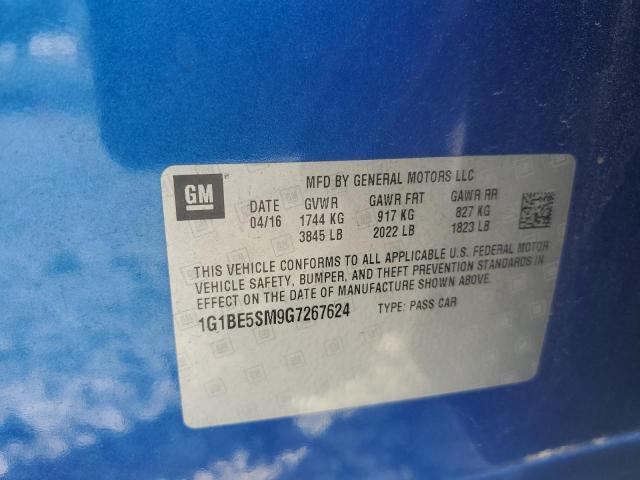 GM
MFD BY GENERAL MOTORS LLC
DATE GVWR GAWR FRT GAWR RR
04/16 1744 KG 917 KG 827 KG
3845 LB 2022 LB 1823 LB
THIS VEHICLE CONFORMS TO ALL APPLICABLE U.S. FEDERAL MOTOR
VEHICLE SAFETY, BUMPER, AND THEFT PREVENTION STANDARDS IN
EFFECT ON THE DATE OF MANUFACTURE SHOWN ABOVE.
1G1BE5SM9G7267624 TYPE: PASS CAR